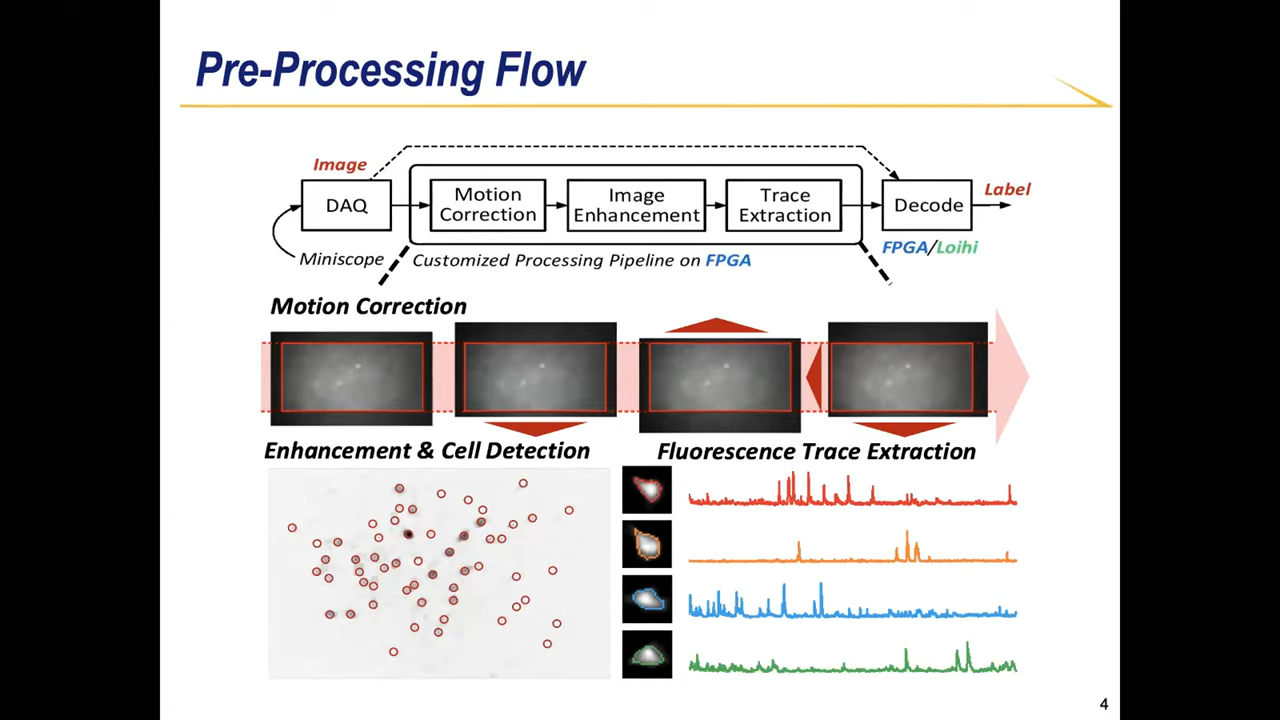 Pre-Processing Flow
Image
DAQ
Motion
Correction
Image
Enhancement
Trace
Extraction
Decode
Label
Miniscope
Customized Processing Pipeline on FPGA
FPGA/Loihi
Motion Correction
Enhancement & Cell Detection
Fluorescence Trace Extraction
4